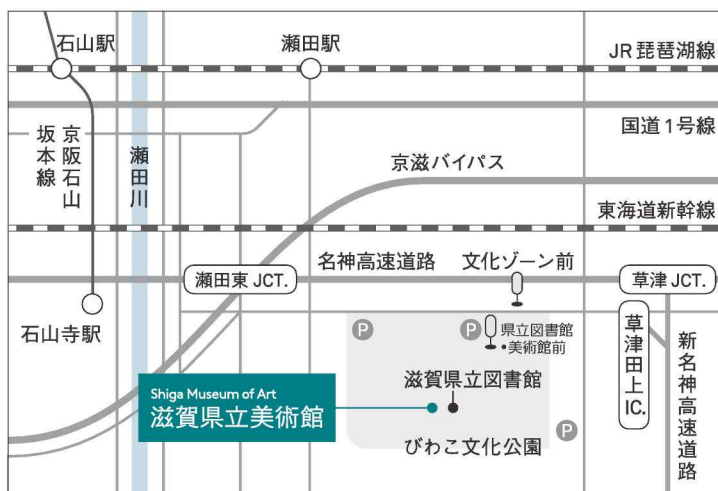 石山駅
瀬田駅
JR 琵琶湖線
国道1号線
京阪石山
坂本線
瀬田川
京滋バイパス
東海道新幹線
名神高速道路
文化ゾーン前
瀬田東 JCT.
草津 JCT.
石山寺駅
P
P
県立図書館
・美術館前
草津田上 IC.
新名神高速道路
滋賀県立図書館
Shiga Museum of Art
滋賀県立美術館
P
びわこ文化公園